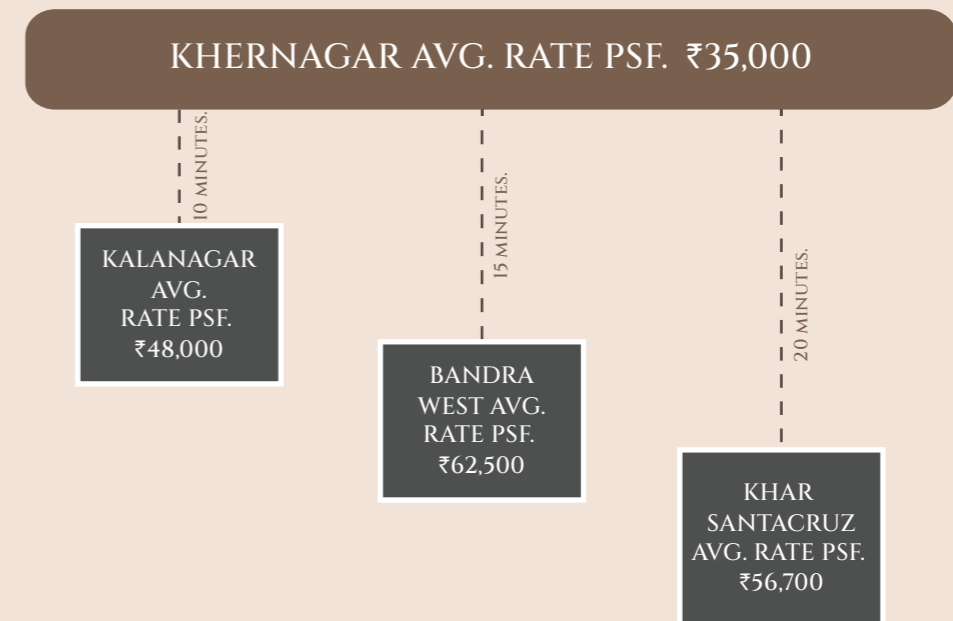 KHERNAGAR AVG. RATE PSF. ₹35,000
10 MINUTES.
KALANAGAR
AVG.
RATE PSF.
₹48,000
15 MINUTES.
BANDRA
WEST AVG.
RATE PSF.
₹62,500
20 MINUTES.
KHAR
SANTACRUZ
AVG. RATE PSF.
₹56,700